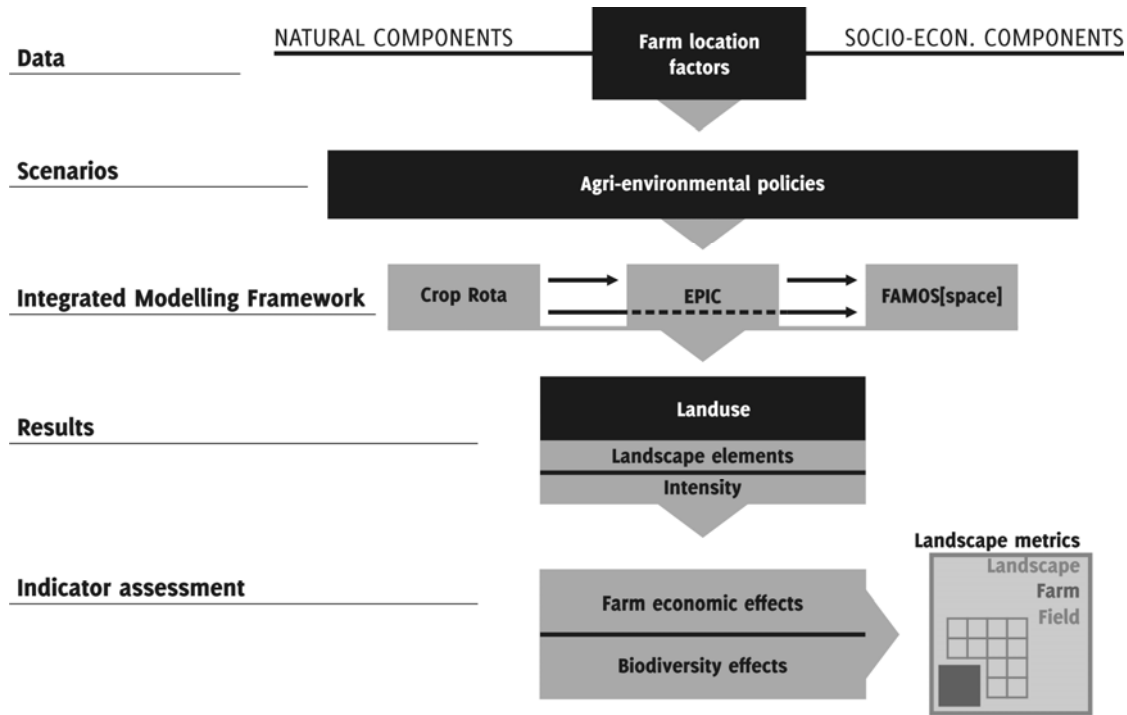 NATURAL COMPONENTS
Farm location
factors
SOCIO-ECON. COMPONENTS
Data
Scenarios
Agri-environmental policies
Integrated Modelling Framework
Crop Rota
EPIC
FAMOS[space]
Results
Landuse
Landscape elements
Intensity
Indicator assessment
Farm economic effects
Biodiversity effects
Landscape metrics
Landscape
Farm
Field